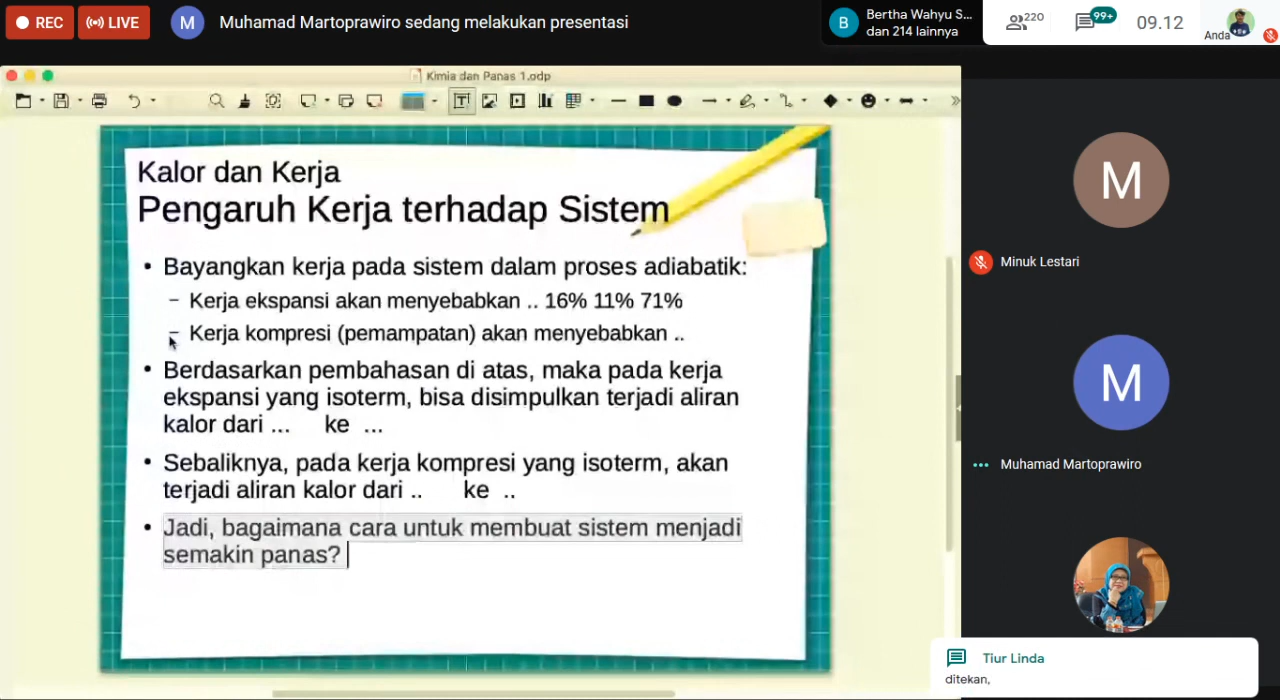 REC
LIVE
M
Muhamad Martoprawiro sedang melakukan presentasi
B
Bertha Wahyu S...
dan 214 lainnya
220
99+
09.12
Anda
Kimia dan Panas 1.odp
Kalor dan Kerja
Pengaruh Kerja terhadap Sistem
• Bayangkan kerja pada sistem dalam proses adiabatik:
– Kerja ekspansi akan menyebabkan .. 16% 11% 71%
– Kerja kompresi (pemampatan) akan menyebabkan ..
• Berdasarkan pembahasan di atas, maka pada kerja
ekspansi yang isoterm, bisa disimpulkan terjadi aliran
kalor dari ... ke ...
• Sebaliknya, pada kerja kompresi yang isoterm, akan
terjadi aliran kalor dari .. ke ..
• Jadi, bagaimana cara untuk membuat sistem menjadi
semakin panas?
M
Minuk Lestari
M
Muhamad Martoprawiro
Tiur Linda
ditekan,